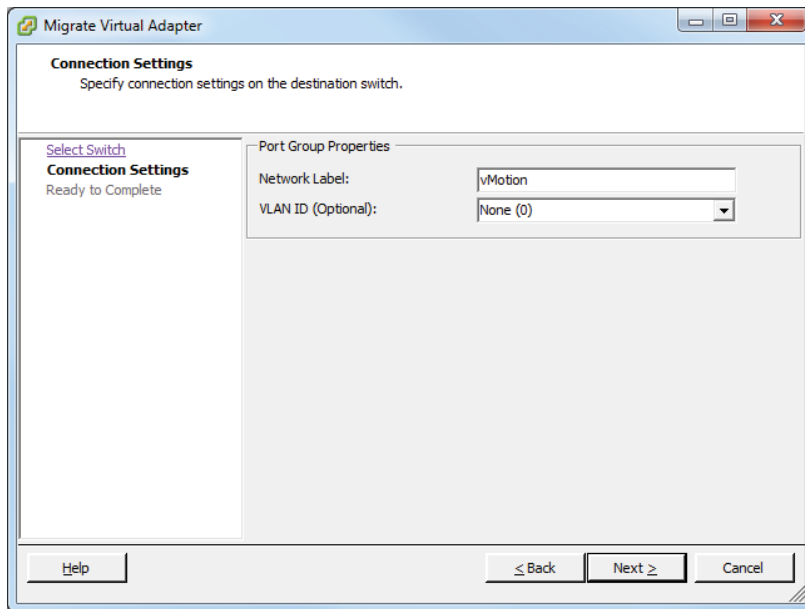 Migrate Virtual Adapter
Connection Settings
Specify connection settings on the destination switch.
Select Switch
Connection Settings
Ready to Complete
Port Group Properties
Network Label: vMotion
VLAN ID (Optional): None (0)
Help
< Back Next > Cancel